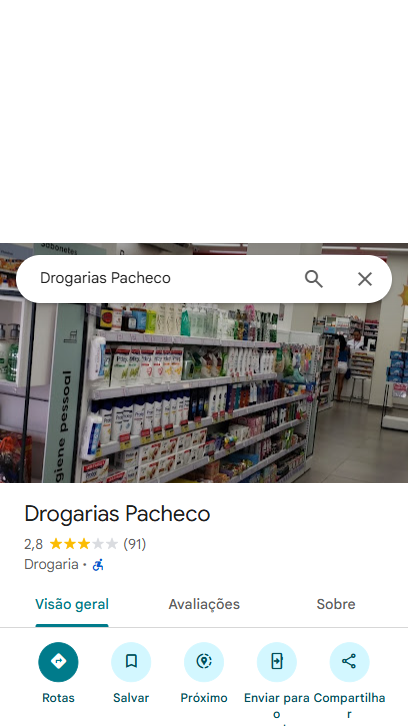 sabonetes
Drogarias Pacheco
giene pessoal
Drogarias Pacheco
2,8 (91)
Drogaria ·
Visão geral
Avaliações
Sobre
Rotas
Salvar
Próximo
Enviar para o
Compartilhar